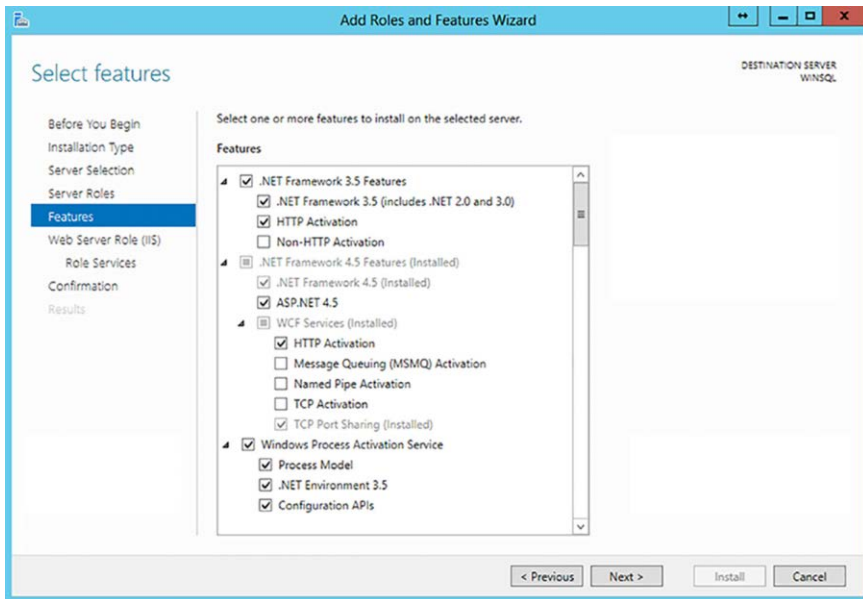 Add Roles and Features Wizard
Select features
DESTINATION SERVER
WINSQL
Before You Begin
Installation Type
Server Selection
Server Roles
Features
Web Server Role (IIS)
Role Services
Confirmation
Results
Select one or more features to install on the selected server.
Features
.NET Framework 3.5 Features
.NET Framework 3.5 (includes .NET 2.0 and 3.0)
HTTP Activation
Non-HTTP Activation
.NET Framework 4.5 Features (Installed)
.NET Framework 4.5 (Installed)
ASP.NET 4.5
WCF Services (Installed)
HTTP Activation
Message Queuing (MSMQ) Activation
Named Pipe Activation
TCP Activation
TCP Port Sharing (Installed)
Windows Process Activation Service
Process Model
.NET Environment 3.5
Configuration APIs
< Previous
Next >
Install
Cancel